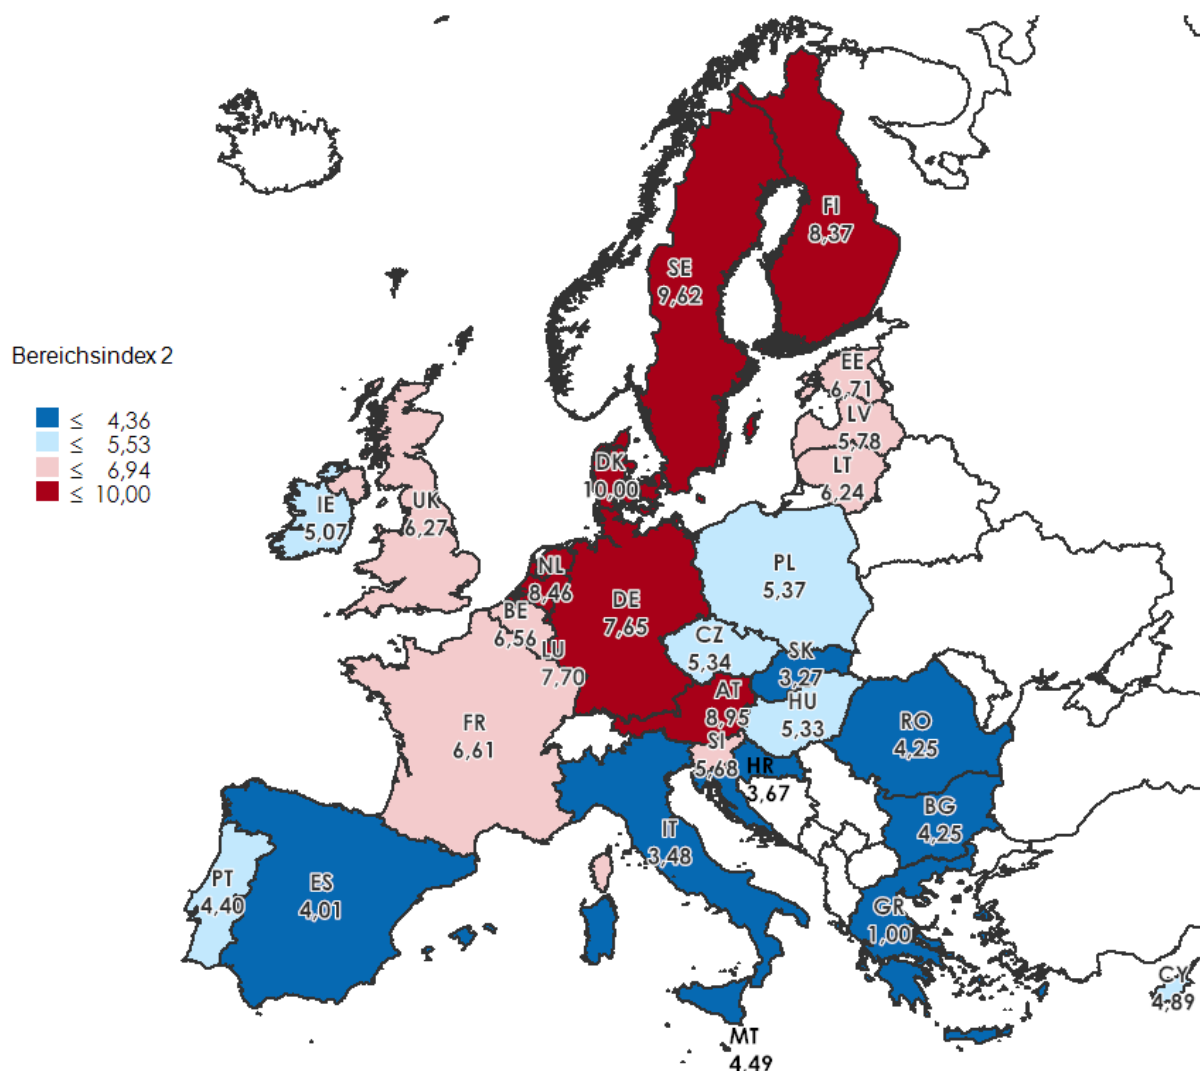 Bereichsindex 2
≤ 4,36
≤ 5,53
≤ 6,94
≤ 10,00
FI
8,37
SE
9,62
EE
6,71
LV
5,78
LT
6,24
DK
10,00
IE
5,07
UK
6,27
NL
8,46
BE
6,56
LU
7,70
DE
7,65
PL
5,37
CZ
5,34
SK
3,27
AT
8,95
HU
5,33
SI
5,68
HR
3,67
FR
6,61
RO
4,25
BG
4,25
IT
3,48
PT
4,40
ES
4,01
GR
1,00
CY
4,89
MT
4,49